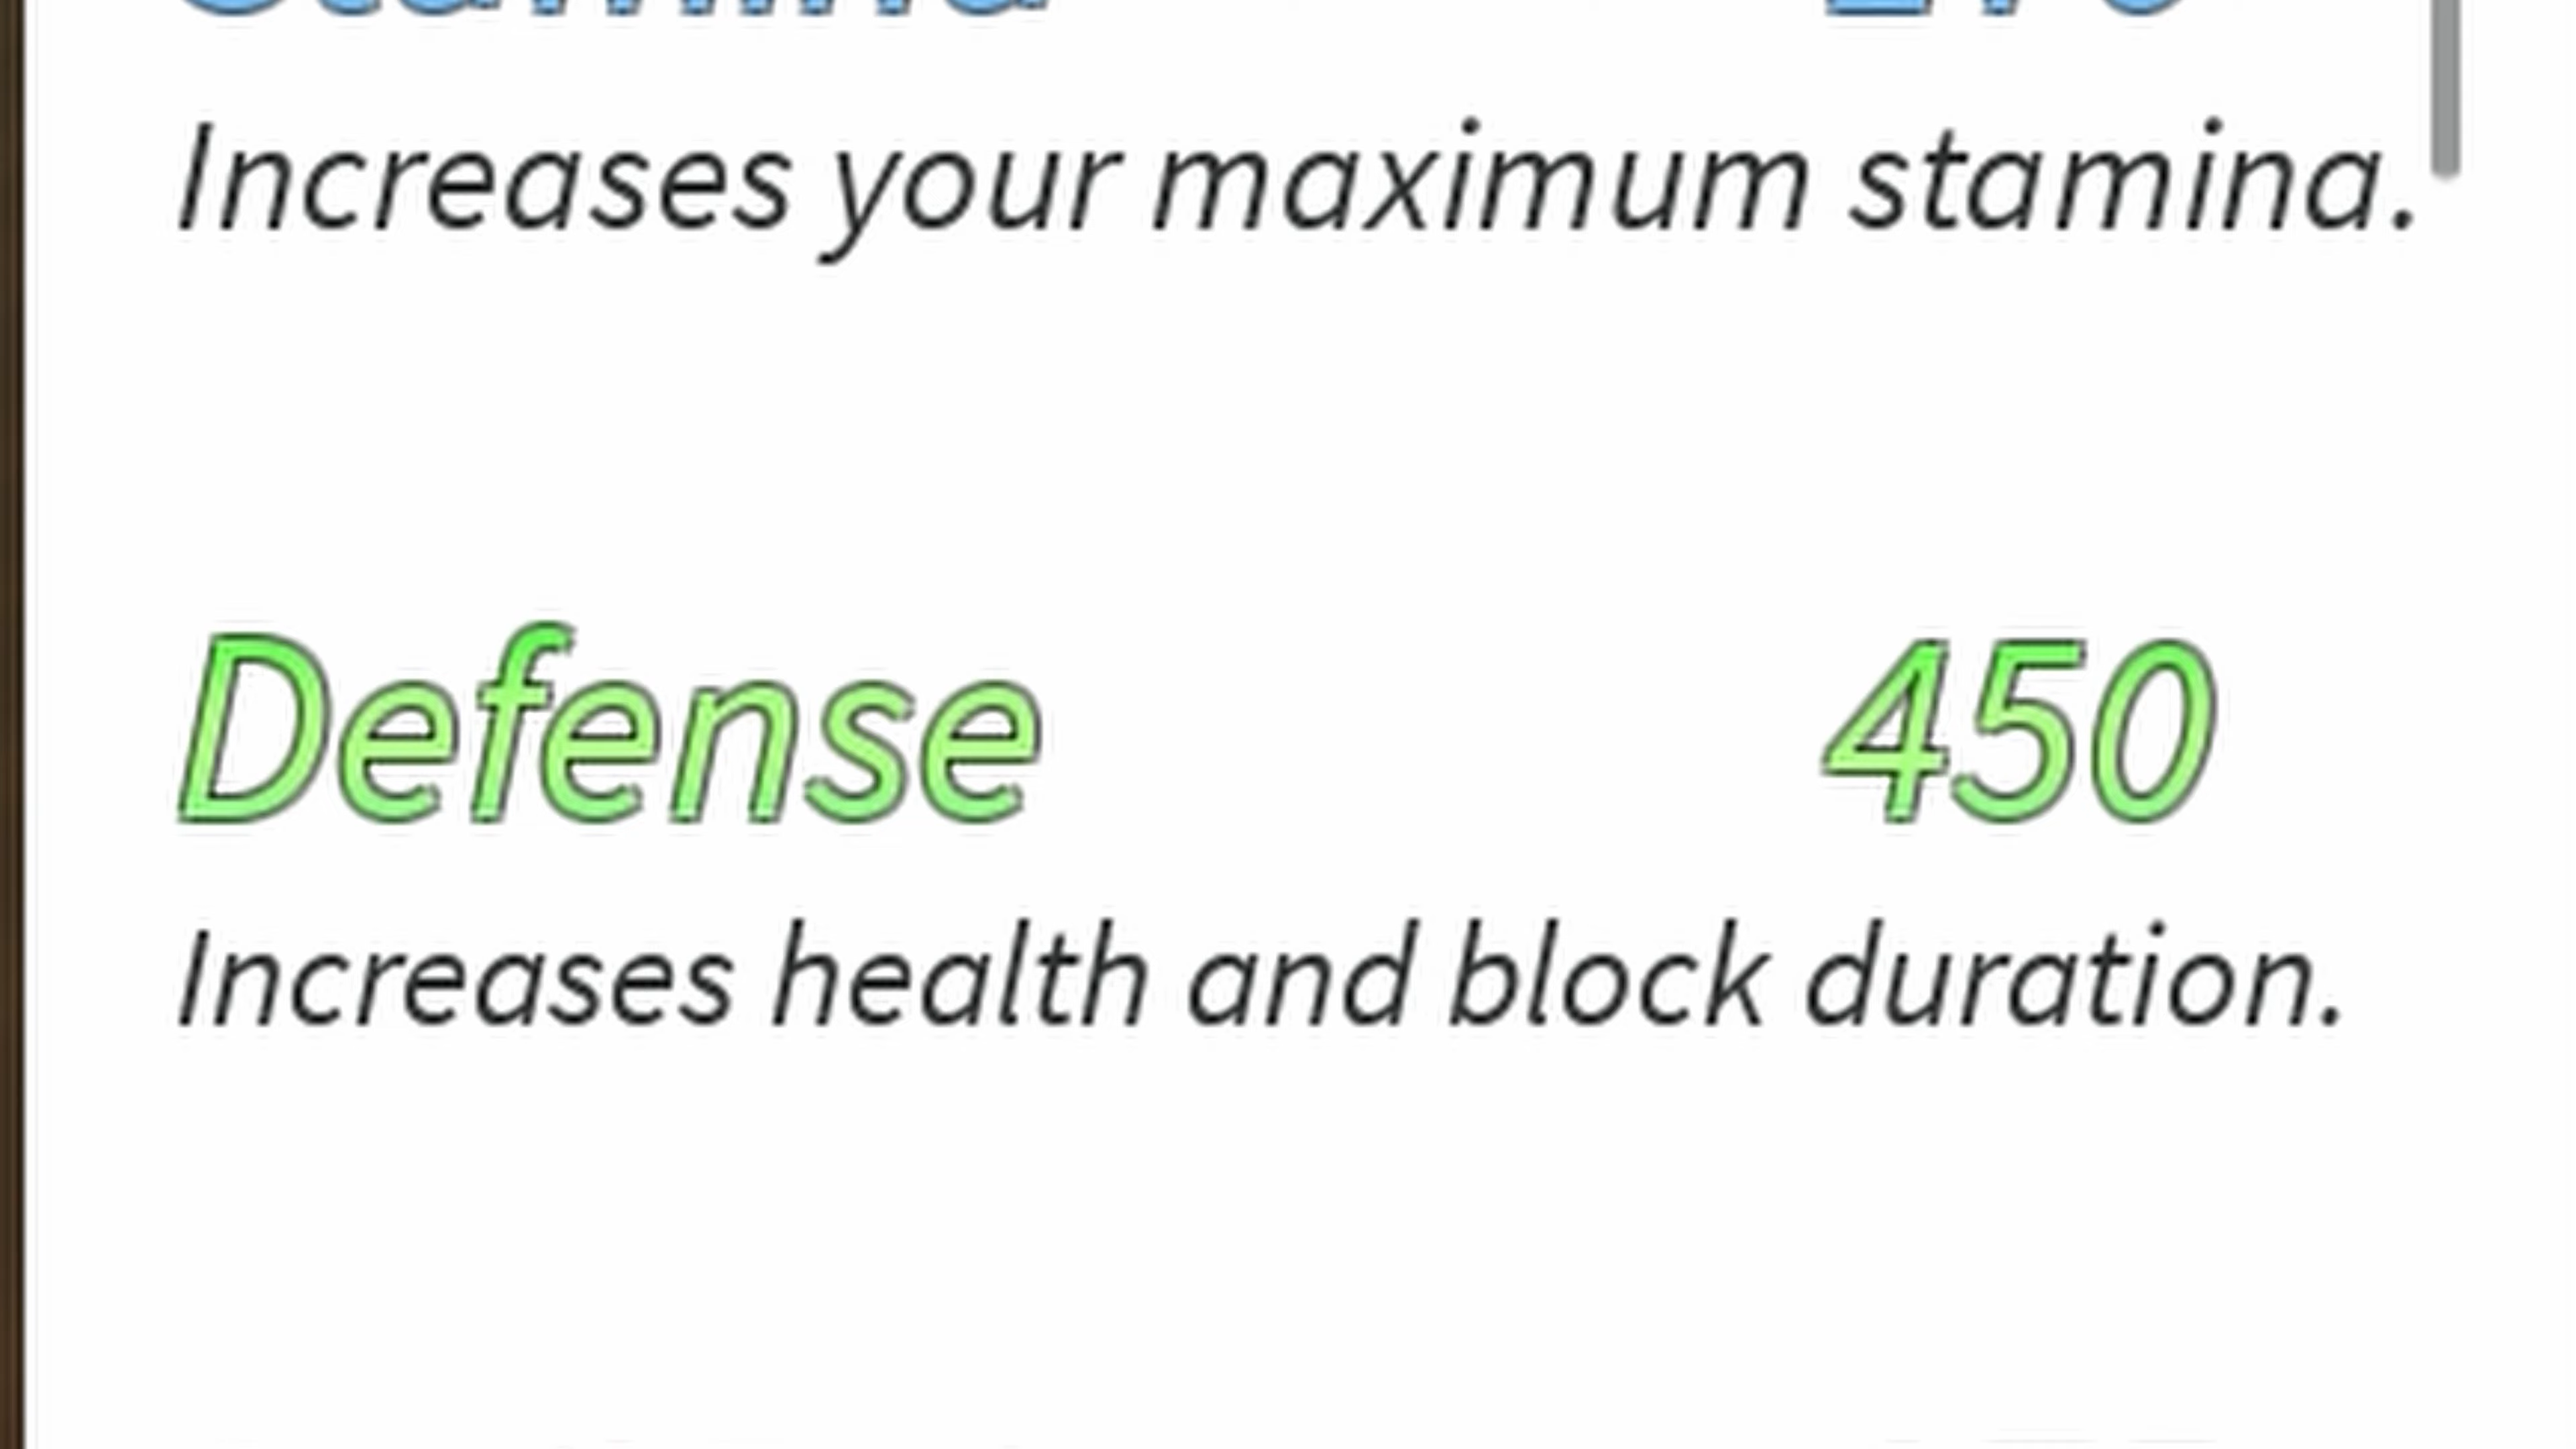 Increases your maximum stamina.
Defense 450
Increases health and block duration.